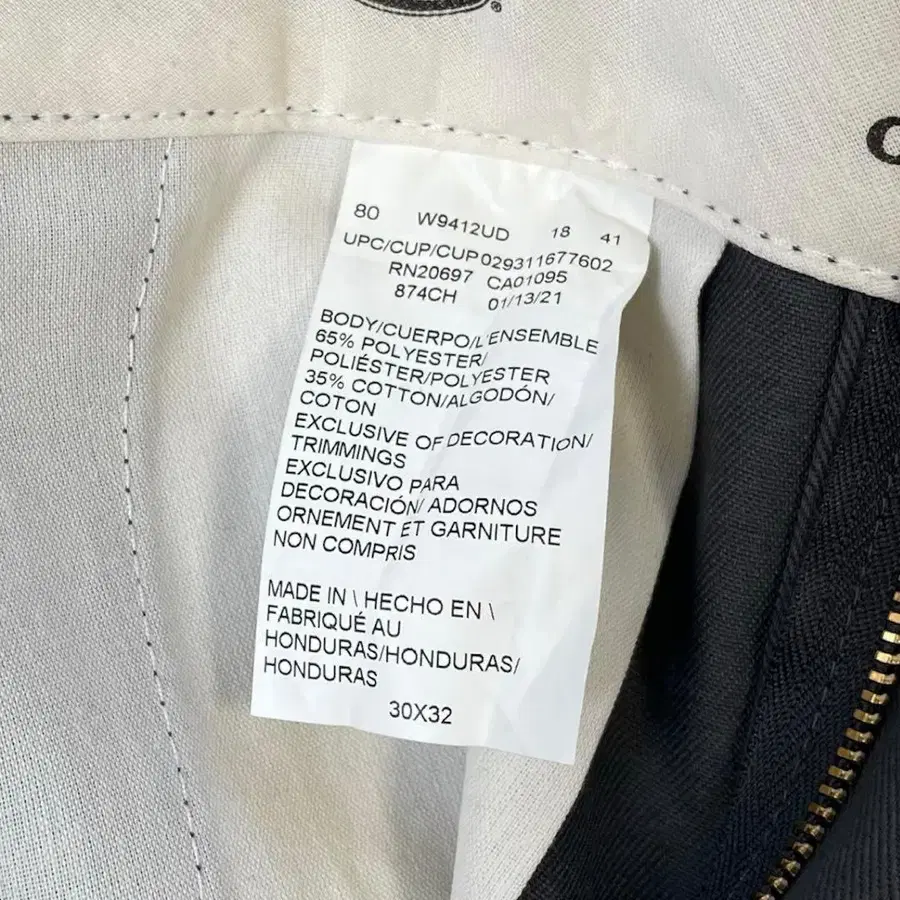 ®
80 W9412UD 18 41
UPC/CUP/CUP 029311677602
RN20697 CA01095
874CH 01/13/21
BODY/CUERPO/L'ENSEMBLE
65% POLYESTER/
POLIÉSTER/POLYESTER
35% COTTON/ALGODÓN/
COTON
EXCLUSIVE OF DECORATION/
TRIMMINGS
EXCLUSIVO PARA
DECORACIÓN/ ADORNOS
ORNEMENT ET GARNITURE
NON COMPRIS
MADE IN \ HECHO EN \
FABRIQUÉ AU
HONDURAS/HONDURAS/
HONDURAS
30X32